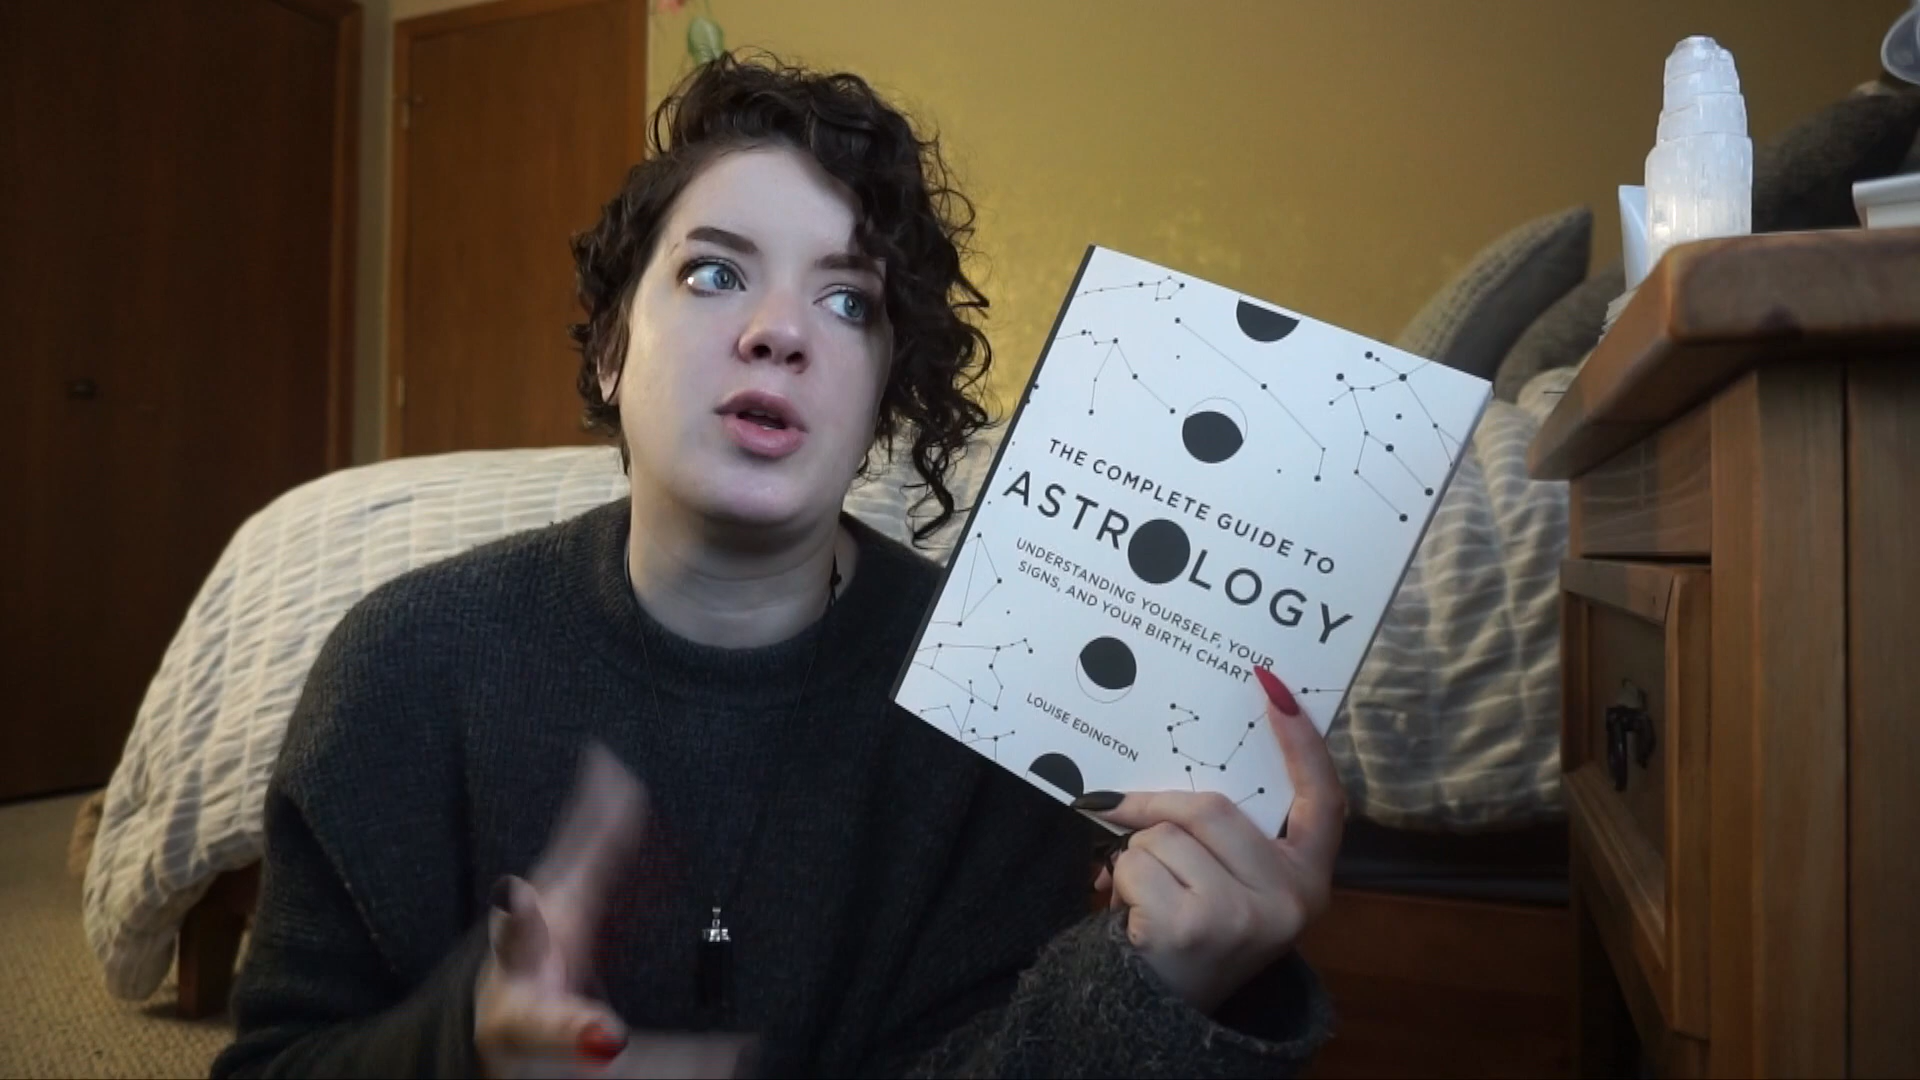 THE COMPLETE GUIDE TO
ASTROLOGY
UNDERSTANDING YOURSELF, YOUR
SIGNS, AND YOUR BIRTH CHART
LOUISE EDINGTON